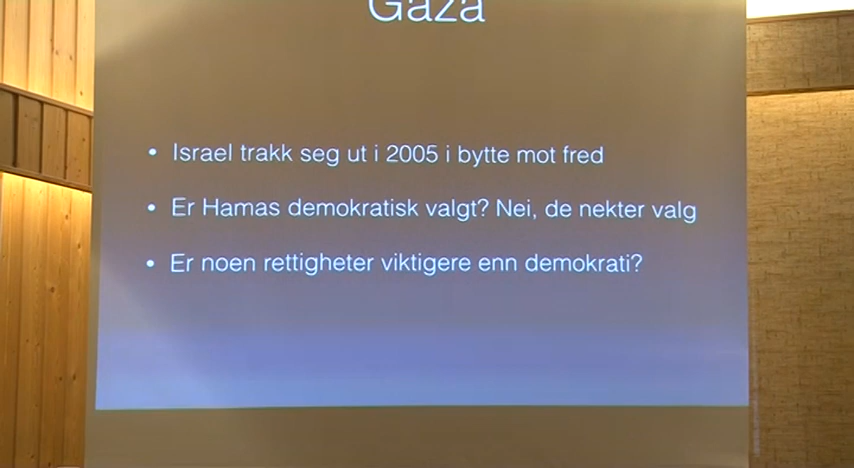 Gaza
• Israel trakk seg ut i 2005 i bytte mot fred
• Er Hamas demokratisk valgt? Nei, de nekter valg
• Er noen rettigheter viktigere enn demokrati?